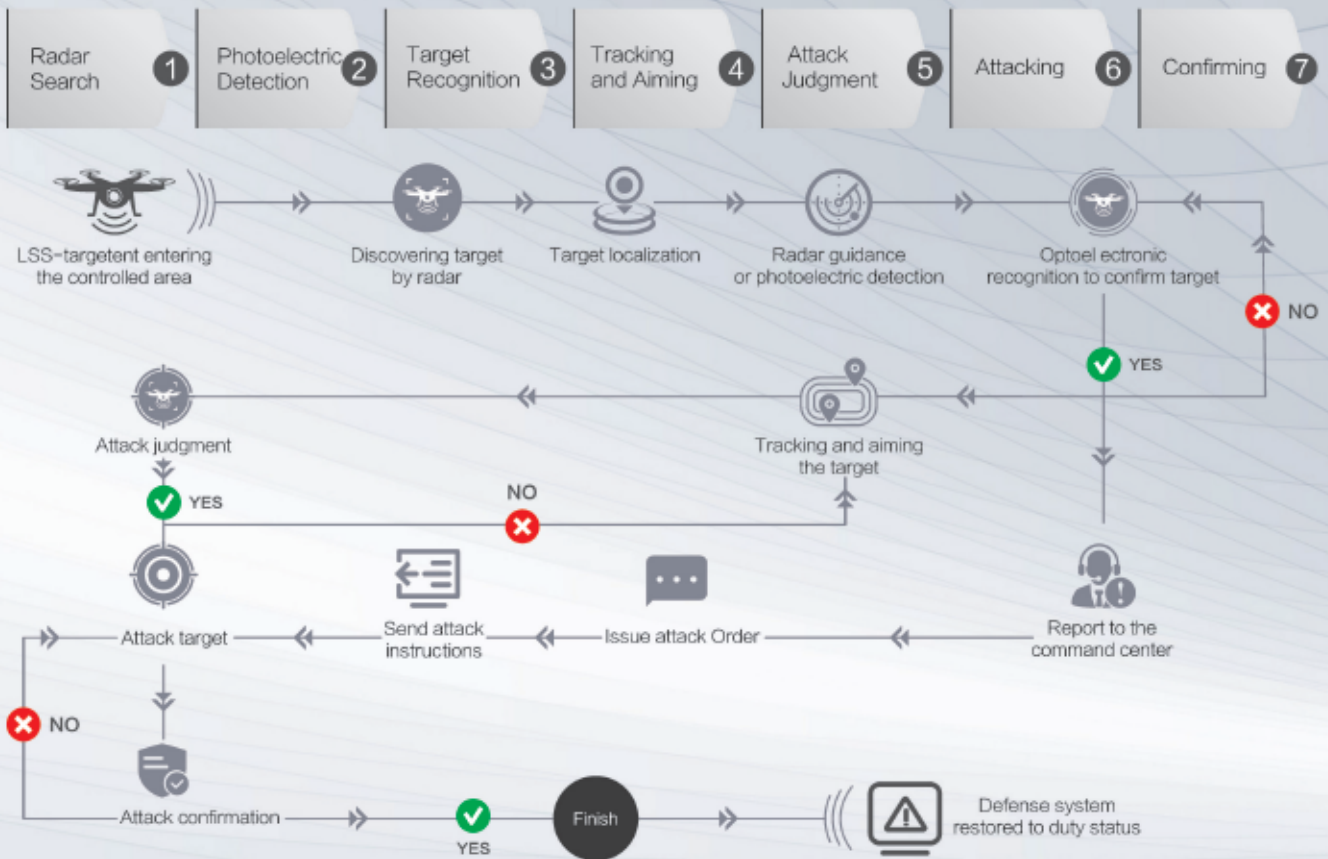 Radar
Search
1
Photoelectric
Detection
2
Target
Recognition
3
Tracking
and Aiming
4
Attack
Judgment
5
Attacking
6
Confirming
7
LSS-targetent entering
the controlled area
Discovering target
by radar
Target localization
Radar guidance
or photoelectric detection
Optoel ectronic
recognition to confirm target
NO
YES
Attack judgment
Tracking and aiming
the target
YES
NO
Attack target
Send attack
instructions
Issue attack Order
Report to the
command center
NO
Attack confirmation
YES
Finish
Defense system
restored to duty status